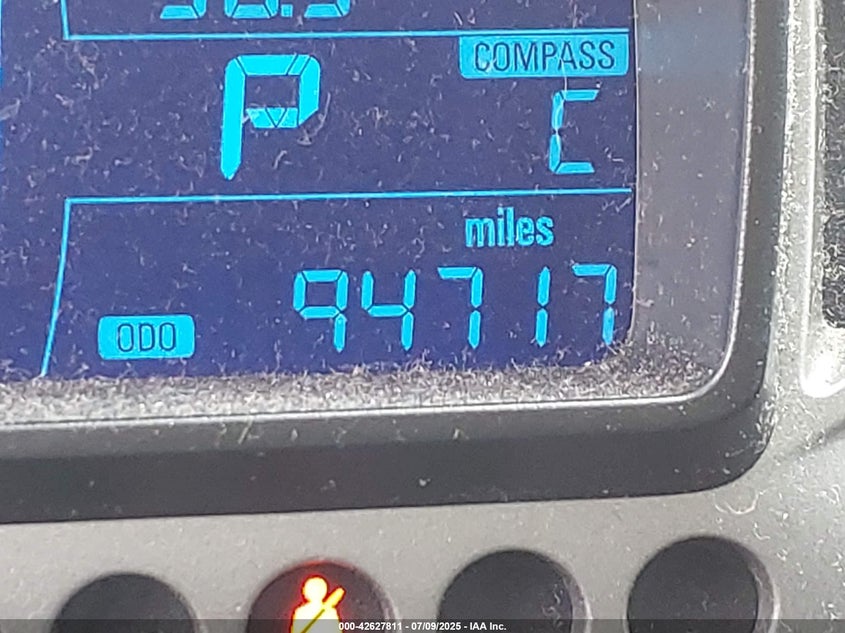 P
COMPASS
C
miles
ODO 94717
000-42627811 - 07/09/2025 - IAA Inc.